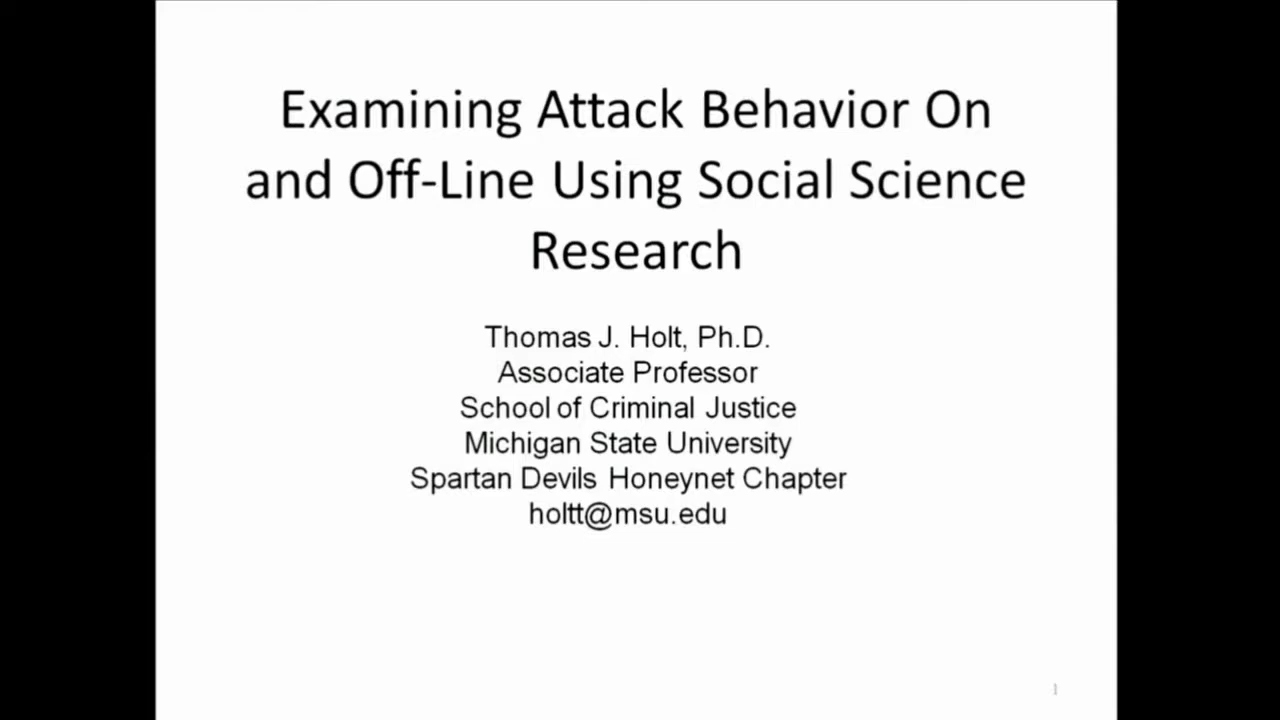 Examining Attack Behavior On
and Off-Line Using Social Science
Research
Thomas J. Holt, Ph.D.
Associate Professor
School of Criminal Justice
Michigan State University
Spartan Devils Honeynet Chapter
holtt@msu.edu
1